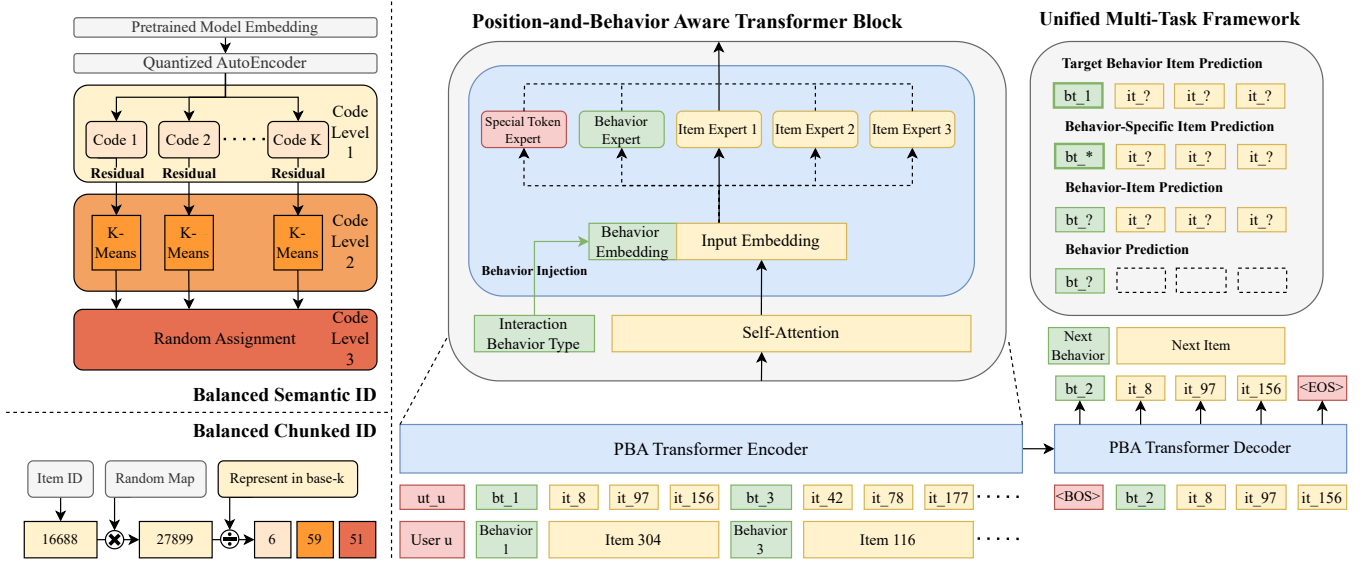 Pretrained Model Embedding
Quantized AutoEncoder
Code 1
Code 2
Code K
Code
Level
1
Residual
Residual
Residual
K-
Means
K-
Means
K-
Means
Code
Level
2
Random Assignment
Code
Level
3
Balanced Semantic ID
Balanced Chunked ID
Item ID
Random Map
Represent in base-k
16688
27899
6
59
51
Position-and-Behavior Aware Transformer Block
Special Token
Expert
Behavior
Expert
Item Expert 1
Item Expert 2
Item Expert 3
Behavior
Embedding
Input Embedding
Behavior Injection
Interaction
Behavior Type
Self-Attention
PBA Transformer Encoder
ut_u
bt_1
it_8
it_97
it_156
bt_3
it_42
it_78
it_177
User u
Behavior
1
Item 304
Behavior
3
Item 116
Unified Multi-Task Framework
Target Behavior Item Prediction
bt_1
it_?
it_?
it_?
Behavior-Specific Item Prediction
bt_*
it_?
it_?
it_?
Behavior-Item Prediction
bt_?
it_?
it_?
it_?
Behavior Prediction
bt_?
Next
Behavior
Next Item
bt_2
it_8
it_97
it_156
<EOS>
PBA Transformer Decoder
<BOS>
bt_2
it_8
it_97
it_156